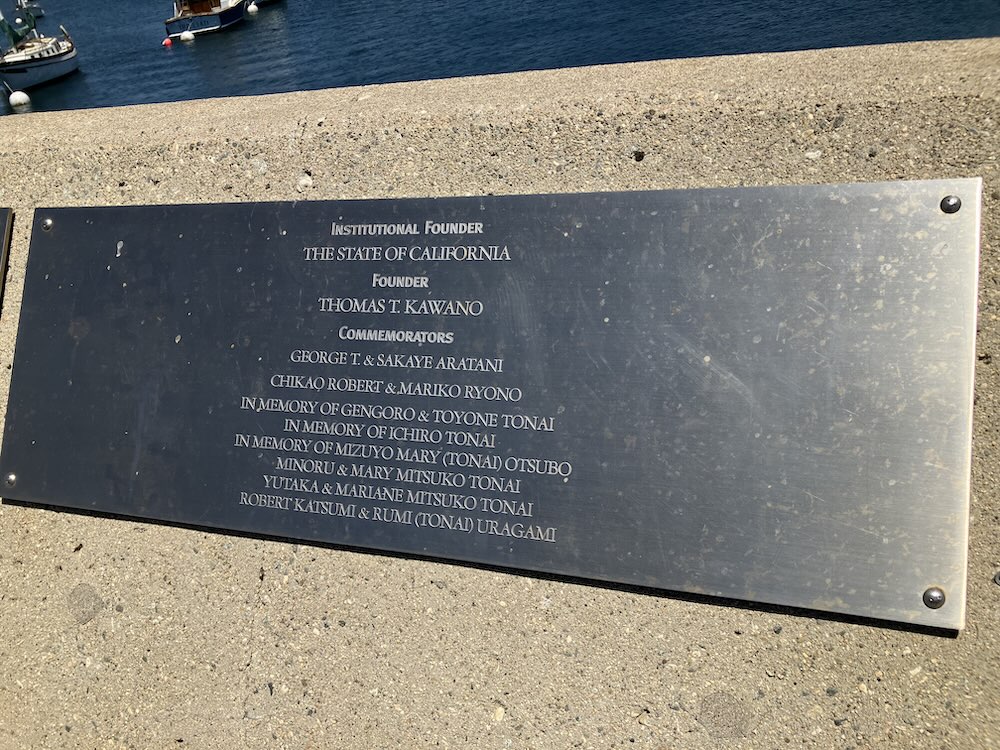 INSTITUTIONAL FOUNDER
THE STATE OF CALIFORNIA
FOUNDER
THOMAS T. KAWANO
COMMEMORATORS
GEORGE T. & SAKAYE ARATANI
CHIKAO ROBERT & MARIKO RYONO
IN MEMORY OF GENGORO & TOYONE TONAI
IN MEMORY OF ICHIRO TONAI
IN MEMORY OF MIZUYO MARY (TONAI) OTSUBO
MINORU & MARY MITSUKO TONAI
YUTAKA & MARIANE MITSUKO TONAI
ROBERT KATSUMI & RUMI (TONAI) URAGAMI